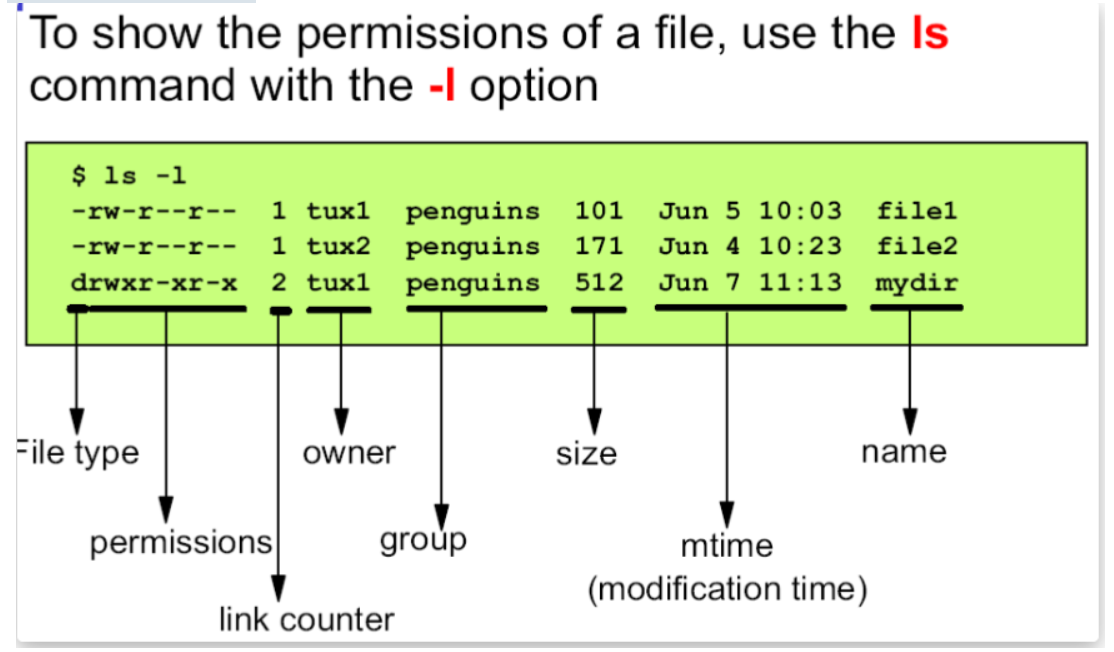 To show the permissions of a file, use the ls
command with the -l option
$ ls -l
-rw-r--r-- 1 tux1 penguins 101 Jun 5 10:03 file1
-rw-r--r-- 1 tux2 penguins 171 Jun 4 10:23 file2
drwxr-xr-x 2 tux1 penguins 512 Jun 7 11:13 mydir
File type
owner
size
name
permissions
group
mtime
(modification time)
link counter